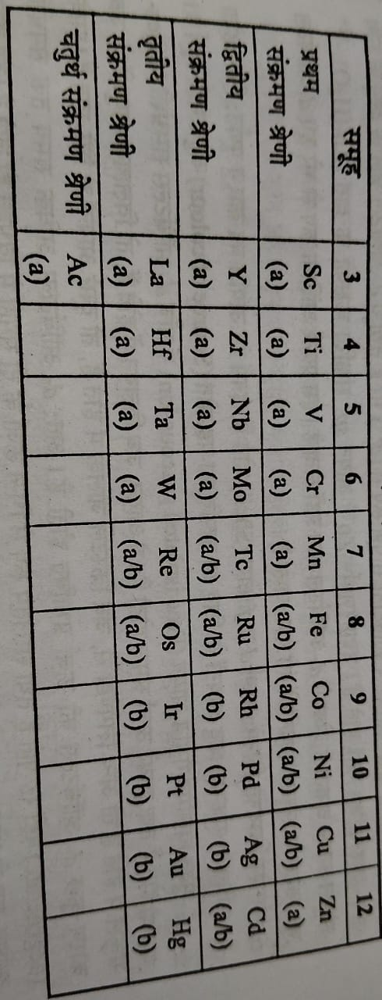 समूह 3 4 5 6 7 8 9 10 11 12
प्रथम Sc Ti V Cr Mn Fe Co Ni Cu Zn
संक्रमण श्रेणी (a) (a) (a) (a) (a) (a/b) (a/b) (a/b) (a/b) (a)
द्वितीय Y Zr Nb Mo Tc Ru Rh Pd Ag Cd
संक्रमण श्रेणी (a) (a) (a) (a) (a/b) (a/b) (b) (b) (b) (a/b)
तृतीय La Hf Ta W Re Os Ir Pt Au Hg
संक्रमण श्रेणी (a) (a) (a) (a) (a/b) (a/b) (b) (b) (b) (b)
चतुर्थ संक्रमण श्रेणी Ac
(a)